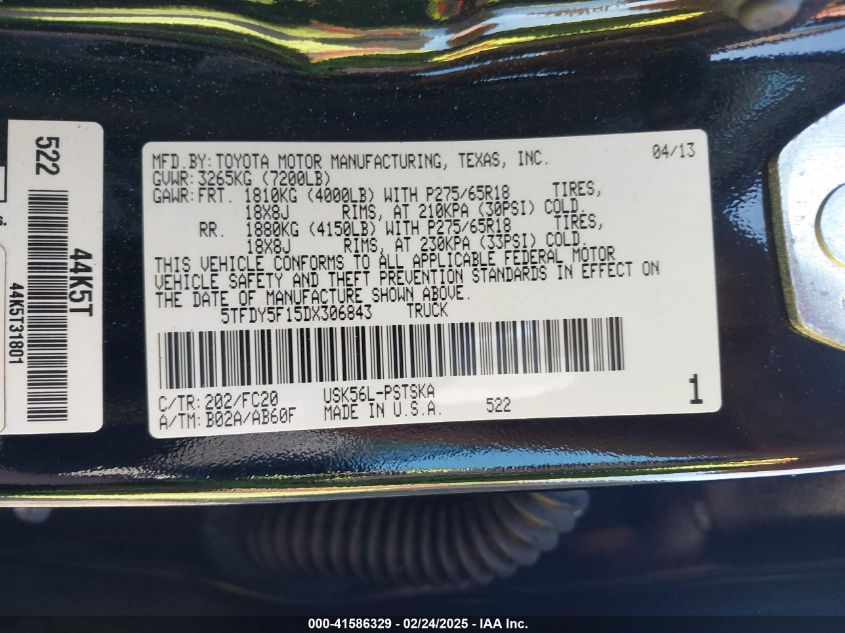 522
44K5T
44K5T31801
MFD.BY: TOYOTA MOTOR MANUFACTURING, TEXAS, INC. 04/13
GVWR: 3265KG (7200LB)
GAWR: FRT. 1810KG (4000LB) WITH P275/65R18 TIRES,
18X8J RIMS, AT 210KPA (30PSI) COLD.
RR. 1880KG (4150LB) WITH P275/65R18 TIRES,
18X8J RIMS, AT 230KPA (33PSI) COLD.
THIS VEHICLE CONFORMS TO ALL APPLICABLE FEDERAL MOTOR
VEHICLE SAFETY AND THEFT PREVENTION STANDARDS IN EFFECT ON
THE DATE OF MANUFACTURE SHOWN ABOVE.
5TFDY5F15DX306843 TRUCK
C/TR: 202/FC20 USK56L-PSTSKA
A/TM: B02A/AB60F MADE IN U.S.A. 522 1
000-41586329 - 02/24/2025 - IAA Inc.